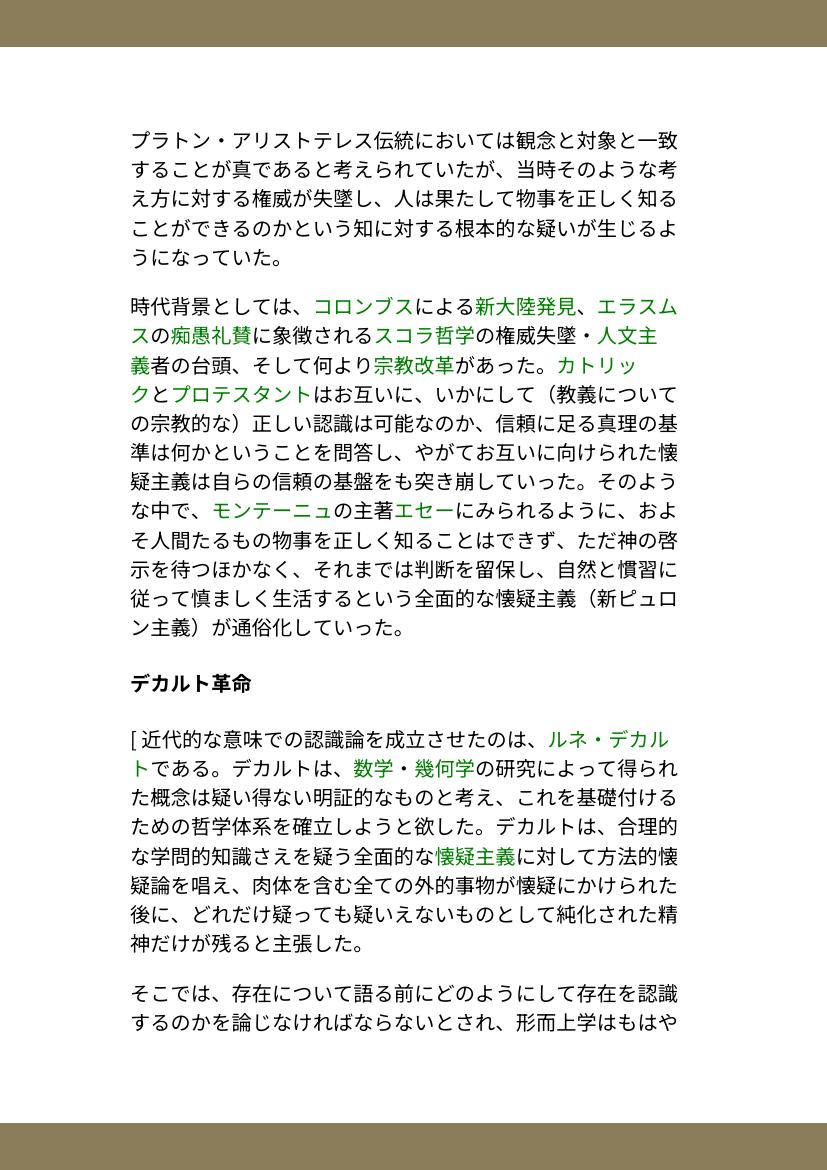 プラトン・アリストテレス伝統においては観念と対象と一致
することが真であると考えられていたが、当時そのような考
え方に対する権威が失墜し、人は果たして物事を正しく知る
ことができるのかという知に対する根本的な疑いが生じるよ
うになっていた。
時代背景としては、コロンブスによる新大陸発見、エラスム
スの痴愚礼賛に象徴されるスコラ哲学の権威失墜・人文主
義者の台頭、そして何より宗教改革があった。カトリッ
クとプロテスタントはお互いに、いかにして（教義について
の宗教的な）正しい認識は可能なのか、信頼に足る真理の基
準は何かということを問答し、やがてお互いに向けられた懐
疑主義は自らの信頼の基盤をも突き崩していった。そのよう
な中で、モンテーニュの主著エセーにみられるように、およ
そ人間たるもの物事を正しく知ることはできず、ただ神の啓
示を待つほかなく、それまでは判断を留保し、自然と慣習に
従って慎ましく生活するという全面的な懐疑主義（新ピュロ
ン主義）が通俗化していった。
デカルト革命
[ 近代的な意味での認識論を成立させたのは、ルネ・デカル
トである。デカルトは、数学・幾何学の研究によって得られ
た概念は疑い得ない明証的なものと考え、これを基礎付ける
ための哲学体系を確立しようと欲した。デカルトは、合理的
な学問的知識さえを疑う全面的な懐疑主義に対して方法的懐
疑論を唱え、肉体を含む全ての外的事物が懐疑にかけられた
後に、どれだけ疑っても疑いえないものとして純化された精
神だけが残ると主張した。
そこでは、存在について語る前にどのようにして存在を認識
するのかを論じなければならないとされ、形而上学はもはや